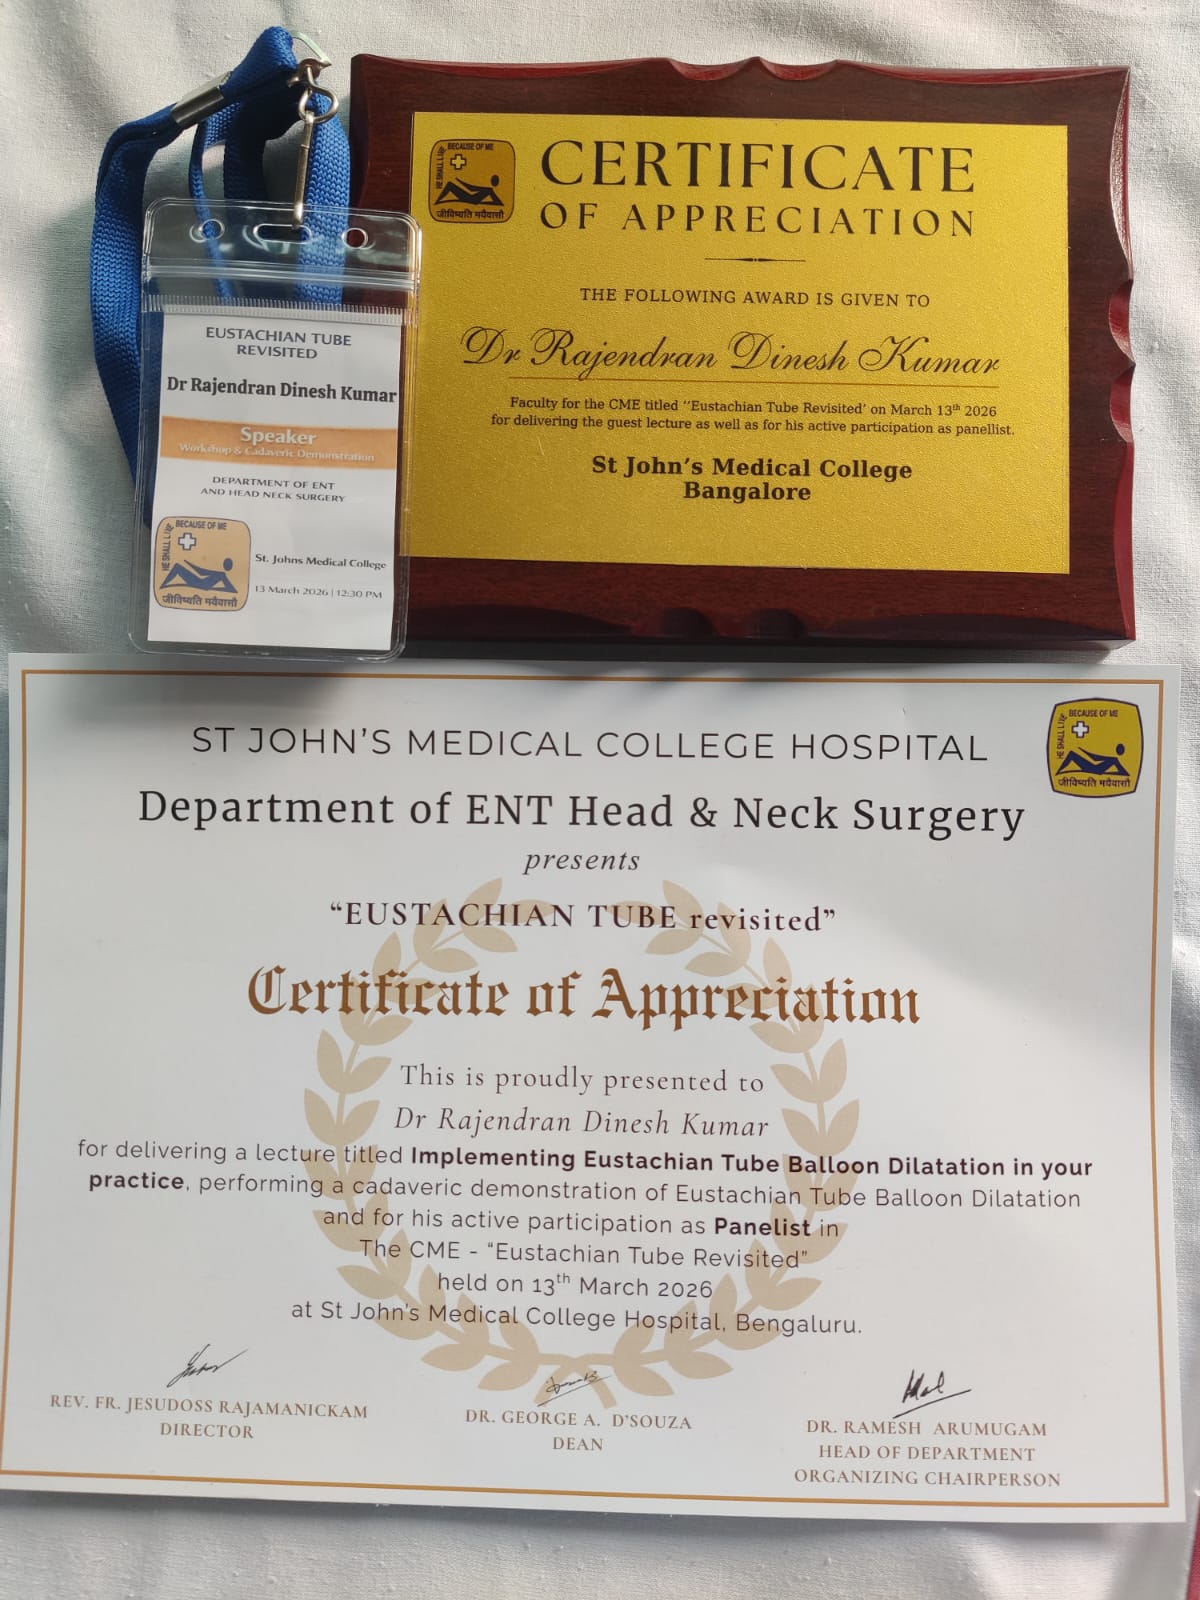 EUSTACHIAN TUBE
REVISITED
Dr Rajendran Dinesh Kumar
Speaker
Workshop & Cadaveric Demonstration
DEPARTMENT OF ENT
AND HEAD NECK SURGERY
BECAUSE OF ME
HE SHALL LIVE
जीविष्यति मयैवासौ
St. Johns Medical College
13 March 2026 | 12:30 PM
BECAUSE OF ME
HE SHALL LIVE
जीविष्यति मयैवासौ
CERTIFICATE
OF APPRECIATION
THE FOLLOWING AWARD IS GIVEN TO
Dr Rajendran Dinesh Kumar
Faculty for the CME titled “Eustachian Tube Revisited’ on March 13th 2026
for delivering the guest lecture as well as for his active participation as panellist.
St John’s Medical College
Bangalore
ST JOHN’S MEDICAL COLLEGE HOSPITAL
BECAUSE OF ME
HE SHALL LIVE
जीविष्यति मयैवासौ
Department of ENT Head & Neck Surgery
presents
“EUSTACHIAN TUBE revisited”
Certificate of Appreciation
This is proudly presented to
Dr Rajendran Dinesh Kumar
for delivering a lecture titled Implementing Eustachian Tube Balloon Dilatation in your
practice, performing a cadaveric demonstration of Eustachian Tube Balloon Dilatation
and for his active participation as Panelist in
The CME - “Eustachian Tube Revisited”
held on 13th March 2026
at St John’s Medical College Hospital, Bengaluru.
REV. FR. JESUDOSS RAJAMANICKAM
DIRECTOR
DR. GEORGE A. D’SOUZA
DEAN
DR. RAMESH ARUMUGAM
HEAD OF DEPARTMENT
ORGANIZING CHAIRPERSON